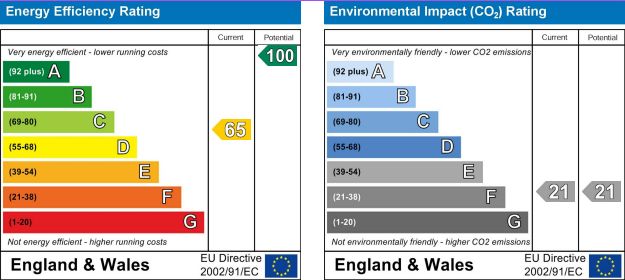 Energy Efficiency Rating
Current Potential
Very energy efficient - lower running costs
(92 plus) A
(81-91) B
(69-80) C
(55-68) D
(39-54) E
(21-38) F
(1-20) G
100
65
Not energy efficient - higher running costs
England & Wales
EU Directive
2002/91/EC
Environmental Impact (CO₂) Rating
Current Potential
Very environmentally friendly - lower CO2 emissions
(92 plus) A
(81-91) B
(69-80) C
(55-68) D
(39-54) E
(21-38) F
(1-20) G
21 21
Not environmentally friendly - higher CO2 emissions
England & Wales
EU Directive
2002/91/EC